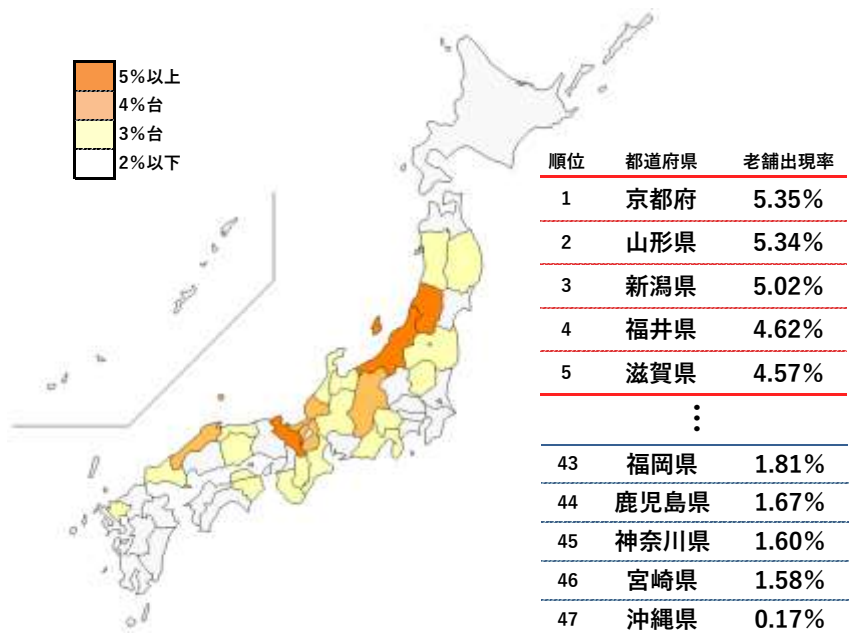 5%以上
4%台
3%台
2%以下
順位 都道府県 老舗出現率
1 京都府 5.35%
2 山形県 5.34%
3 新潟県 5.02%
4 福井県 4.62%
5 滋賀県 4.57%
⋮
43 福岡県 1.81%
44 鹿児島県 1.67%
45 神奈川県 1.60%
46 宮崎県 1.58%
47 沖縄県 0.17%